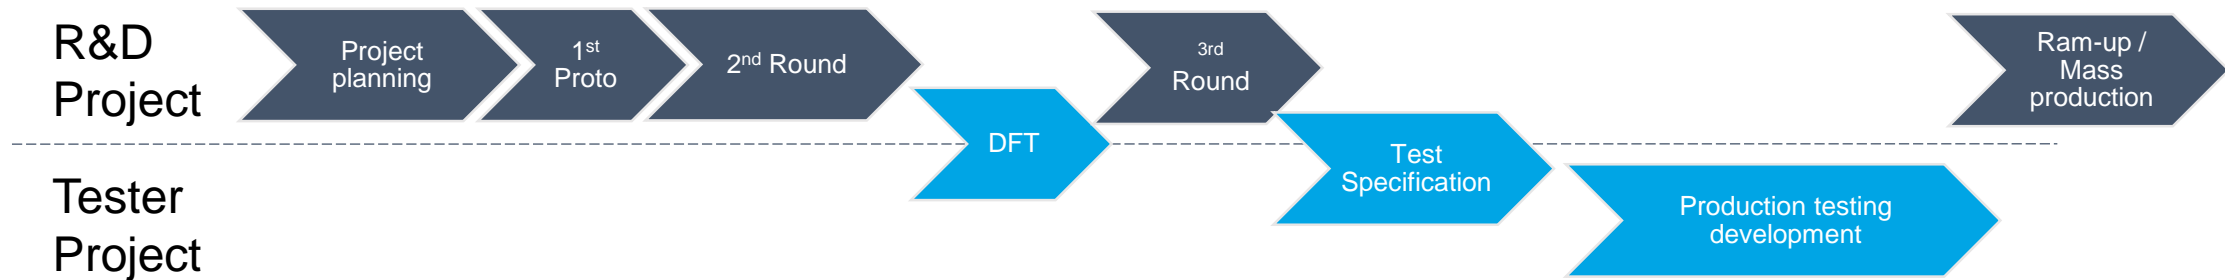 R&D
Project
Project
planning
1st
Proto
2nd Round
DFT
3rd
Round
Test
Specification
Ram-up /
Mass
production
Tester
Project
Production testing
development